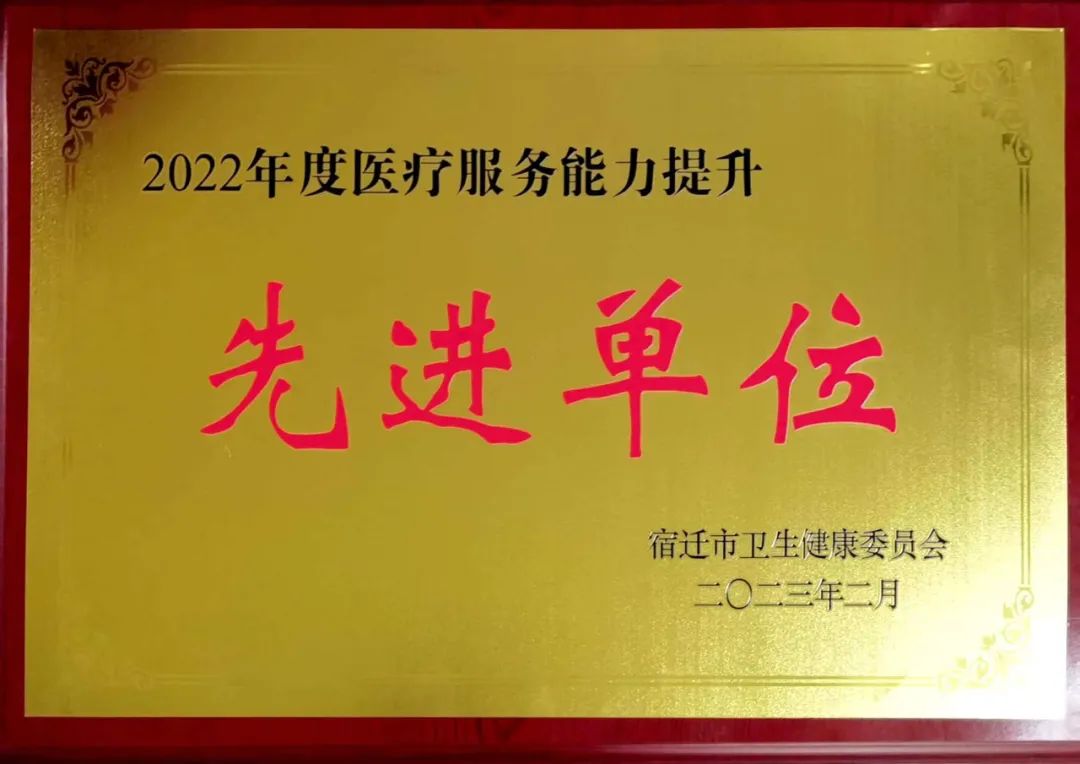 2022年度医疗服务能力提升
先进单位
宿迁市卫生健康委员会
二〇二三年二月